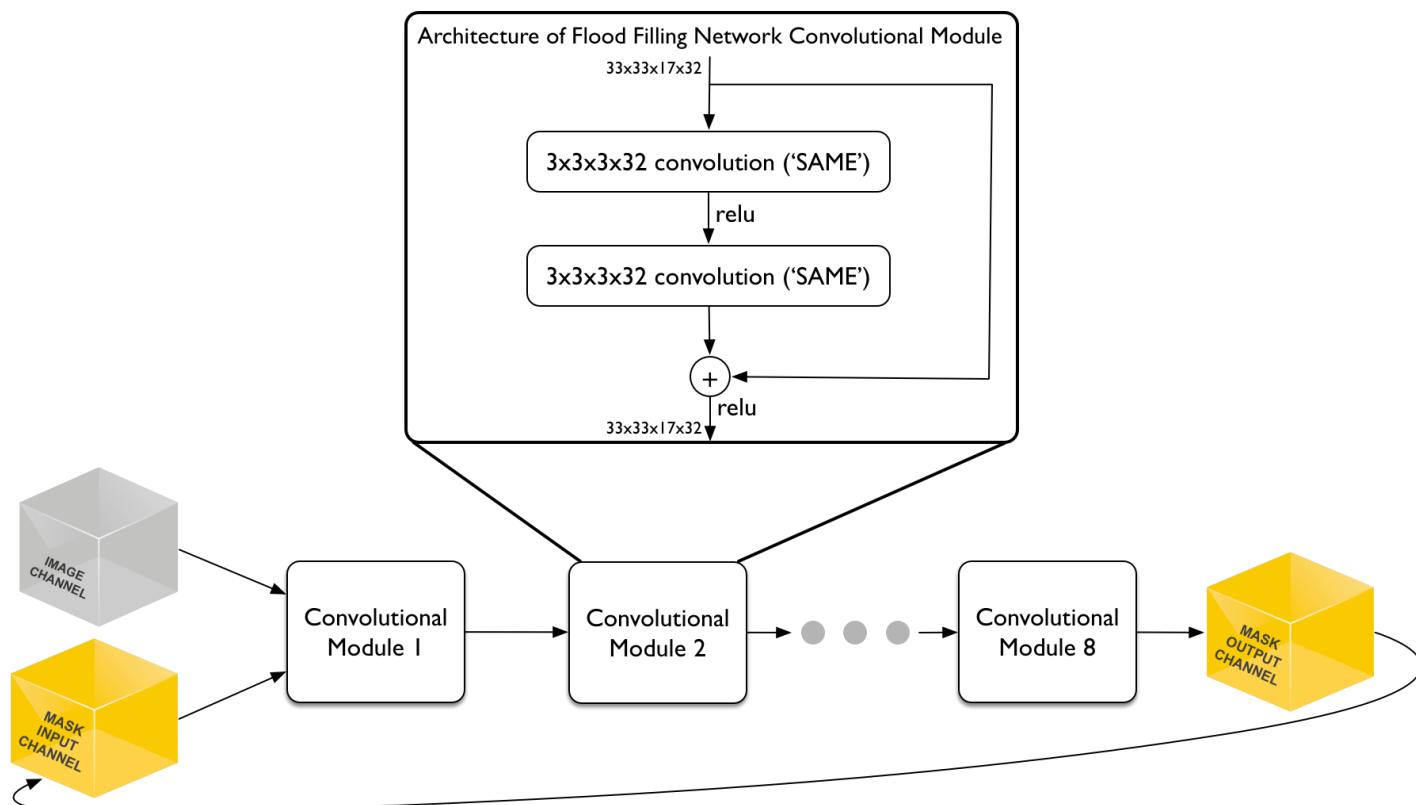 Architecture of Flood Filling Network Convolutional Module
33x33x17x32
3x3x3x32 convolution (‘SAME’)
relu
3x3x3x32 convolution (‘SAME’)
+
relu
33x33x17x32
IMAGE
CHANNEL
MASK
INPUT
CHANNEL
Convolutional
Module 1
Convolutional
Module 2
Convolutional
Module 8
MASK
OUTPUT
CHANNEL